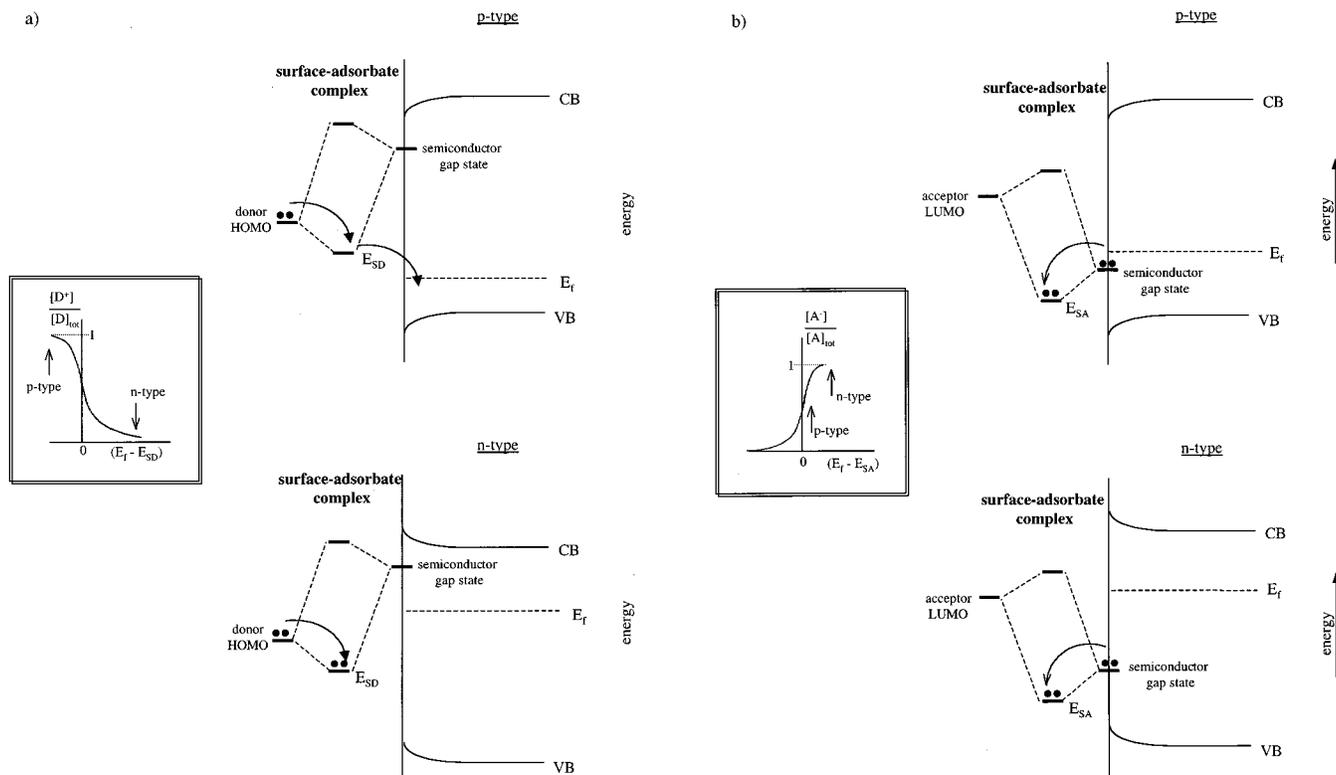 a)
p-type
surface-adsorbate
complex
CB
semiconductor
gap state
donor
HOMO
E_SD
E_f
VB
energy
[D⁺]
[D]_tot
1
p-type
n-type
0
(E_f - E_SD)
n-type
surface-adsorbate
complex
CB
semiconductor
gap state
E_f
donor
HOMO
E_SD
VB
energy
b)
p-type
surface-adsorbate
complex
CB
acceptor
LUMO
E_f
semiconductor
gap state
E_SA
VB
energy
[A⁻]
[A]_tot
1
n-type
p-type
0
(E_f - E_SA)
n-type
surface-adsorbate
complex
CB
E_f
acceptor
LUMO
semiconductor
gap state
E_SA
VB
energy